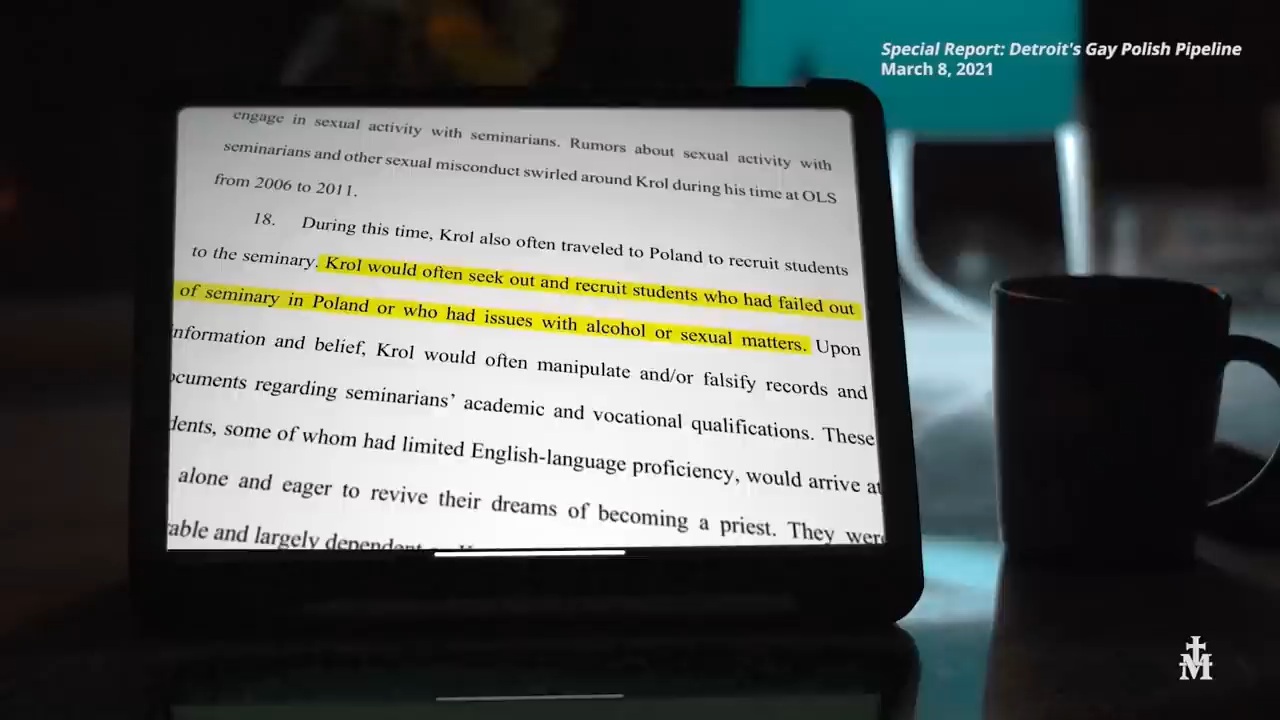 Special Report: Detroit's Gay Polish Pipeline
March 8, 2021
engage in sexual activity with seminarians. Rumors about sexual activity with
seminarians and other sexual misconduct swirled around Krol during his time at OLS
from 2006 to 2011.
18. During this time, Krol also often traveled to Poland to recruit students
to the seminary. Krol would often seek out and recruit students who had failed out
of seminary in Poland or who had issues with alcohol or sexual matters. Upon
nformation and belief, Krol would often manipulate and/or falsify records and
ocuments regarding seminarians' academic and vocational qualifications. These
dents, some of whom had limited English-language proficiency, would arrive at
alone and eager to revive their dreams of becoming a priest. They were
able and largely dependent
M